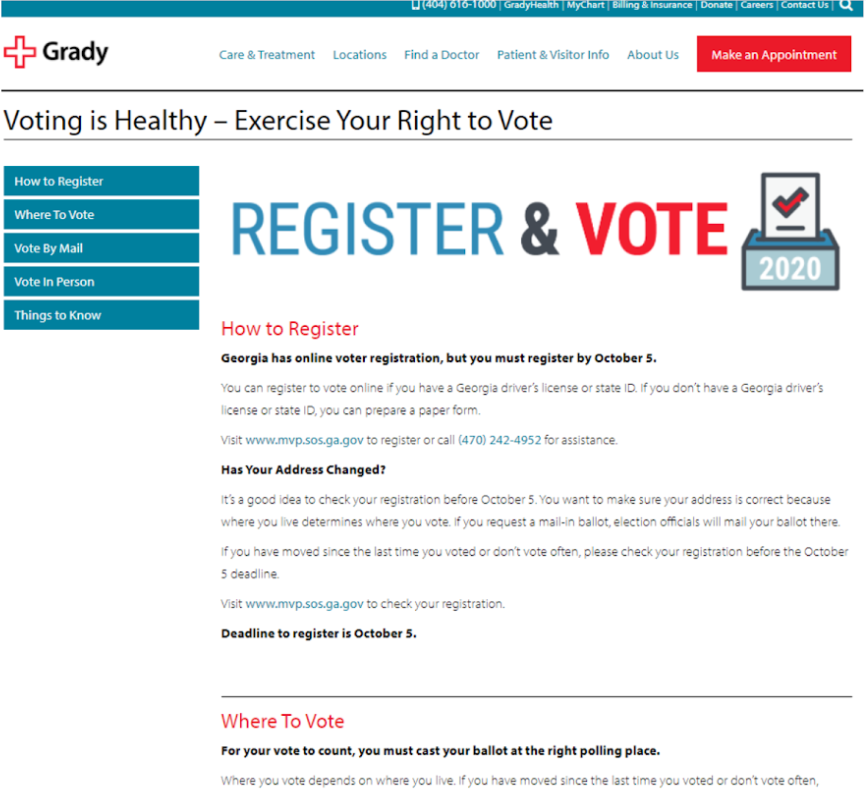 (404) 616-1000 | GradyHealth | MyChart | Billing & Insurance | Donate | Careers | Contact Us |
Grady
Care & Treatment Locations Find a Doctor Patient & Visitor Info About Us Make an Appointment
Voting is Healthy – Exercise Your Right to Vote
How to Register
Where To Vote
Vote By Mail
Vote In Person
Things to Know
REGISTER & VOTE
2020
How to Register
Georgia has online voter registration, but you must register by October 5.
You can register to vote online if you have a Georgia driver's license or state ID. If you don't have a Georgia driver's
license or state ID, you can prepare a paper form.
Visit www.mvp.sos.ga.gov to register or call (470) 242-4952 for assistance.
Has Your Address Changed?
It's a good idea to check your registration before October 5. You want to make sure your address is correct because
where you live determines where you vote. If you request a mail-in ballot, election officials will mail your ballot there.
If you have moved since the last time you voted or don't vote often, please check your registration before the October
5 deadline.
Visit www.mvp.sos.ga.gov to check your registration.
Deadline to register is October 5.
Where To Vote
For your vote to count, you must cast your ballot at the right polling place.
Where you vote depends on where you live. If you have moved since the last time you voted or don't vote often,